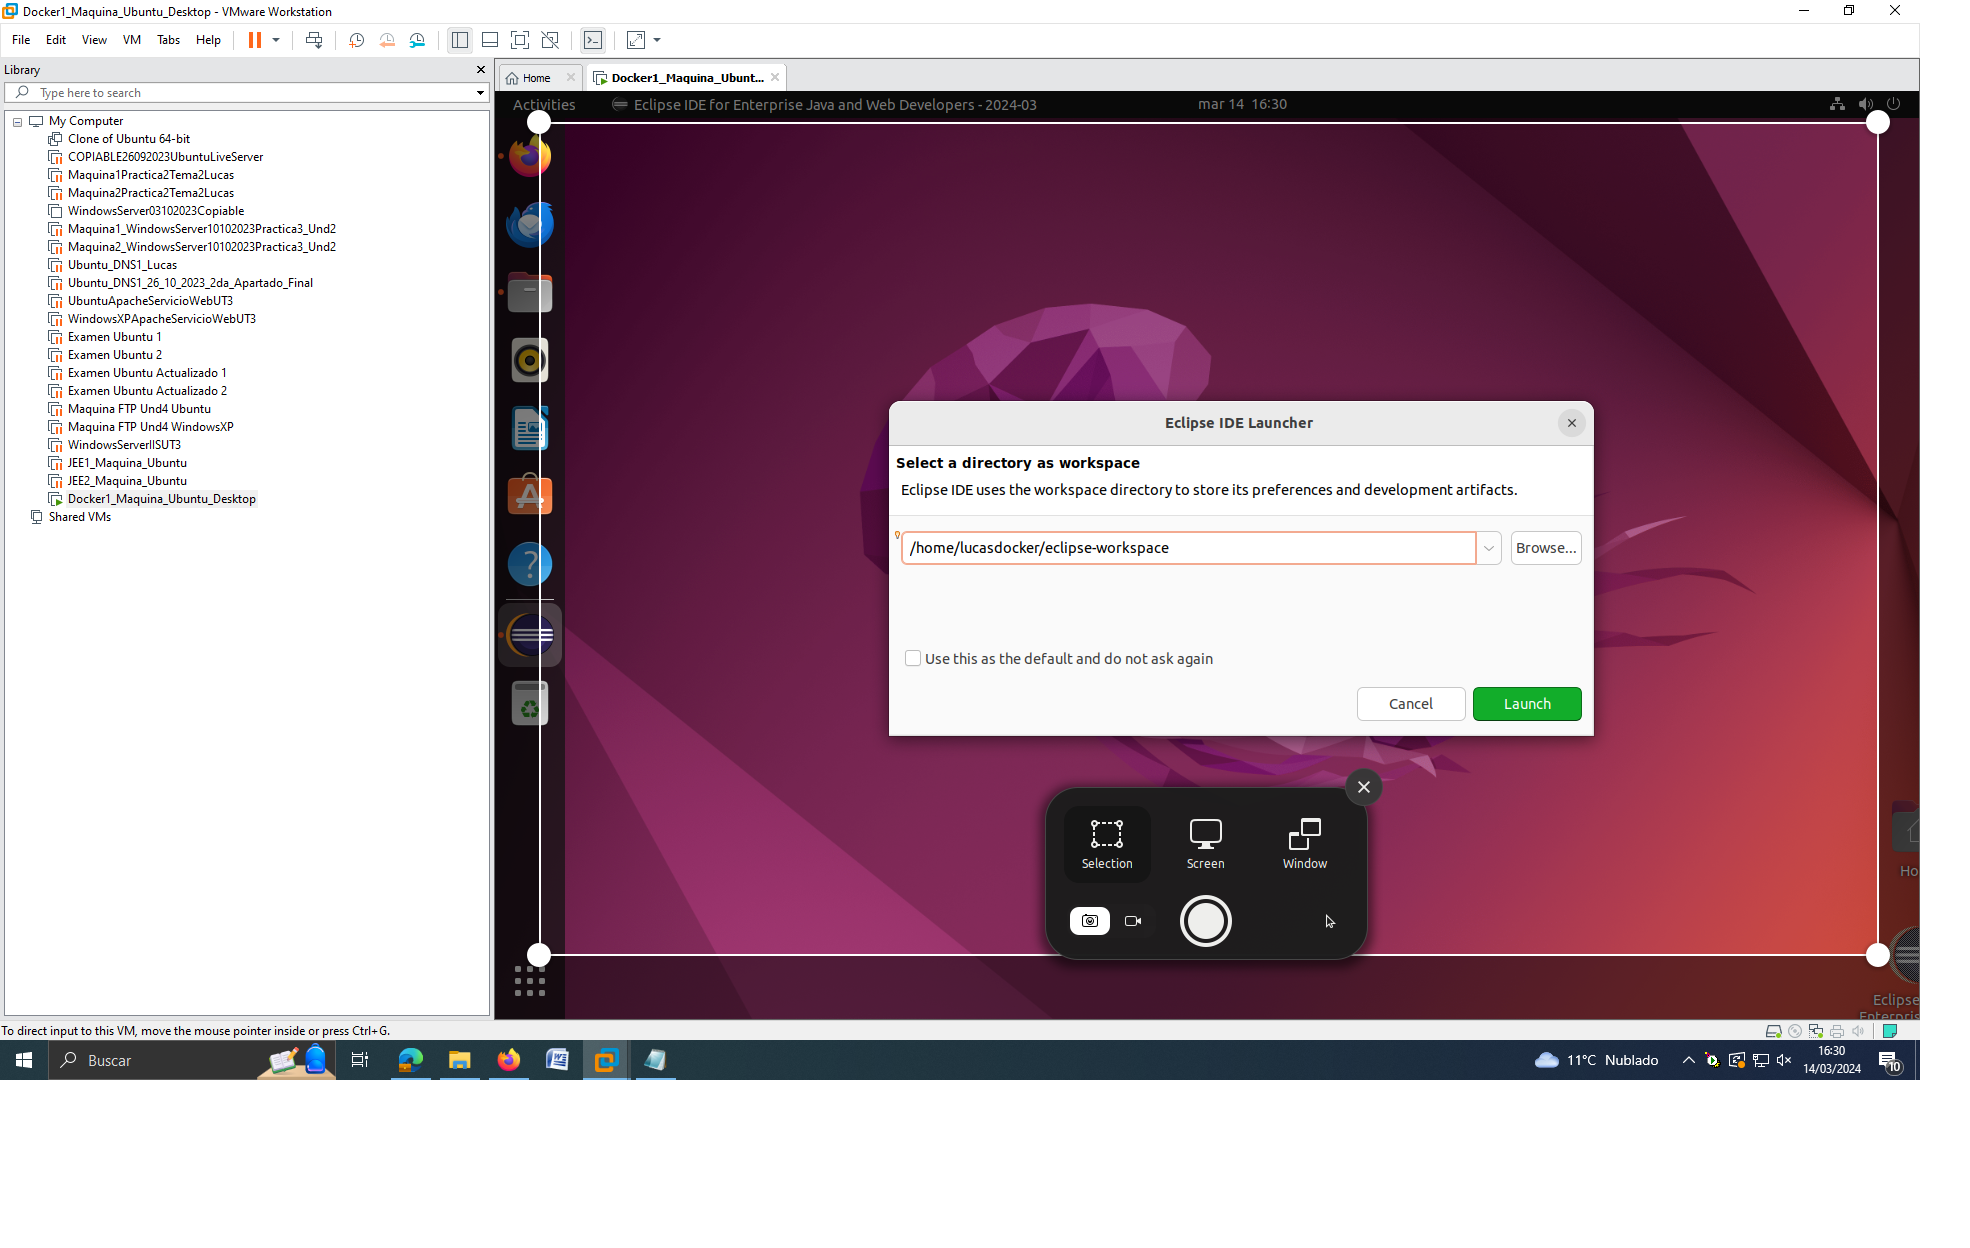 Docker1_Maquina_Ubuntu_Desktop - VMware Workstation
File Edit View VM Tabs Help
Library
Type here to search
My Computer
Clone of Ubuntu 64-bit
COPIABLE26092023UbuntuLiveServer
Maquina1Practica2Tema2Lucas
Maquina2Practica2Tema2Lucas
WindowsServer03102023Copiable
Maquina1_WindowsServer10102023Practica3_Und2
Maquina2_WindowsServer10102023Practica3_Und2
Ubuntu_DNS1_Lucas
Ubuntu_DNS1_26_10_2023_2da_Apartado_Final
UbuntuApacheServicioWebUT3
WindowsXPApacheServicioWebUT3
Examen Ubuntu 1
Examen Ubuntu 2
Examen Ubuntu Actualizado 1
Examen Ubuntu Actualizado 2
Maquina FTP Und4 Ubuntu
Maquina FTP Und4 WindowsXP
WindowsServerIISUT3
JEE1_Maquina_Ubuntu
JEE2_Maquina_Ubuntu
Docker1_Maquina_Ubuntu_Desktop
Shared VMs
Home
Docker1_Maquina_Ubunt...
Activities
Eclipse IDE for Enterprise Java and Web Developers - 2024-03
mar 14 16:30
Eclipse IDE Launcher
Select a directory as workspace
Eclipse IDE uses the workspace directory to store its preferences and development artifacts.
/home/lucasdocker/eclipse-workspace
Browse...
Use this as the default and do not ask again
Cancel
Launch
Selection
Screen
Window
Ho
Eclipse
Enterpris
To direct input to this VM, move the mouse pointer inside or press Ctrl+G.
Buscar
11°C Nublado
16:30
14/03/2024
10